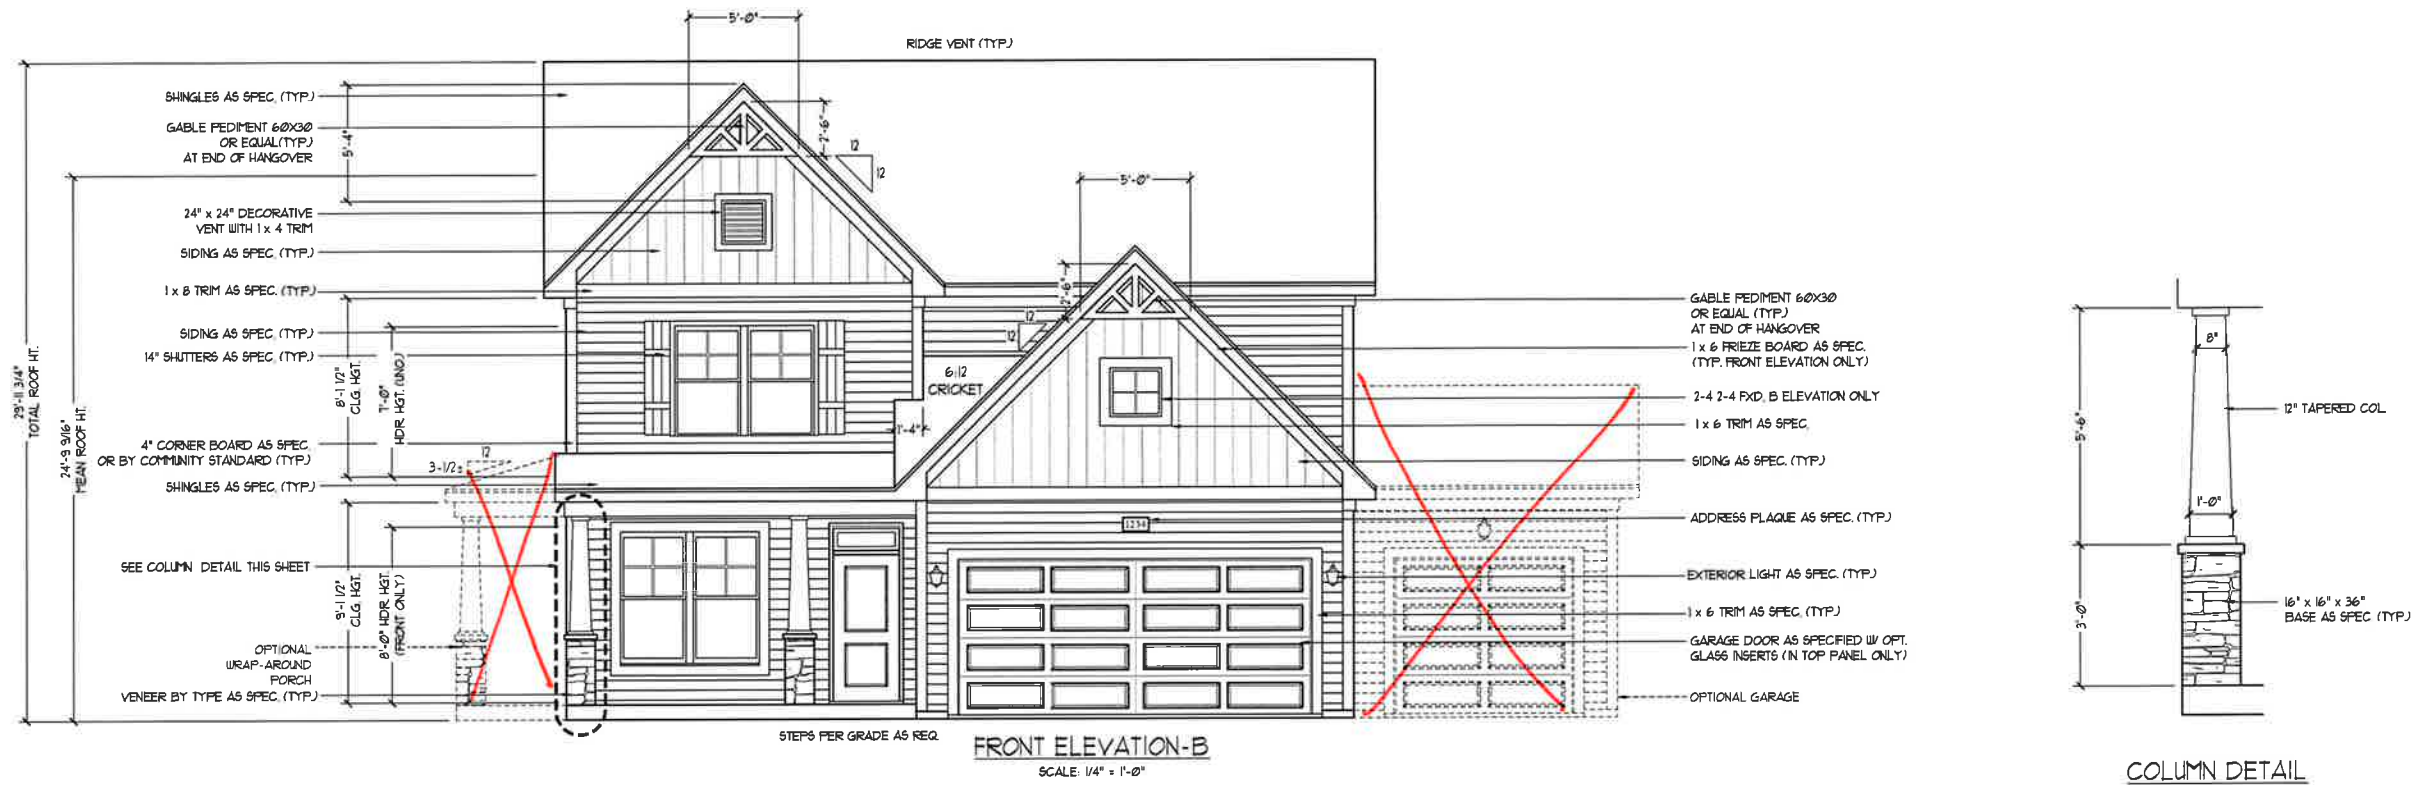 5'-0"
RIDGE VENT (TYP.)
SHINGLES AS SPEC. (TYP.)
GABLE PEDIMENT 60X30
OR EQUAL(TYP.)
AT END OF HANGOVER
5'-4"
2'-6"
12
12
24" x 24" DECORATIVE
VENT WITH 1 x 4 TRIM
SIDING AS SPEC. (TYP.)
1 x 8 TRIM AS SPEC. (TYP.)
SIDING AS SPEC. (TYP.)
14" SHUTTERS AS SPEC. (TYP.)
29'-11 3/4"
TOTAL ROOF HT.
24'-9 9/16"
MEAN ROOF HT.
8'-1 1/2"
CLG. HGT.
7'-0"
HDR. HGT. (UNO.)
4" CORNER BOARD AS SPEC.
OR BY COMMUNITY STANDARD (TYP.)
12
3-1/2±
SHINGLES AS SPEC. (TYP.)
SEE COLUMN DETAIL THIS SHEET
9'-1 1/2"
CLG. HGT.
8'-0" HDR. HGT.
(FRONT ONLY)
OPTIONAL
WRAP-AROUND
PORCH
VENEER BY TYPE AS SPEC. (TYP.)
5'-0"
2'-6"
12
12
6:12
CRICKET
1'-4"
1234
GABLE PEDIMENT 60X30
OR EQUAL (TYP.)
AT END OF HANGOVER
1 x 6 FRIEZE BOARD AS SPEC.
(TYP. FRONT ELEVATION ONLY)
2-4 2-4 FXD. B ELEVATION ONLY
1 x 6 TRIM AS SPEC.
SIDING AS SPEC. (TYP.)
ADDRESS PLAQUE AS SPEC. (TYP.)
EXTERIOR LIGHT AS SPEC. (TYP.)
1 x 6 TRIM AS SPEC. (TYP.)
GARAGE DOOR AS SPECIFIED W/ OPT.
GLASS INSERTS (IN TOP PANEL ONLY)
OPTIONAL GARAGE
STEPS PER GRADE AS REQ.
FRONT ELEVATION-B
SCALE: 1/4" = 1'-0"
8"
12" TAPERED COL.
5'-6"
1'-0"
3'-0"
16" x 16" x 36"
BASE AS SPEC (TYP.)
COLUMN DETAIL